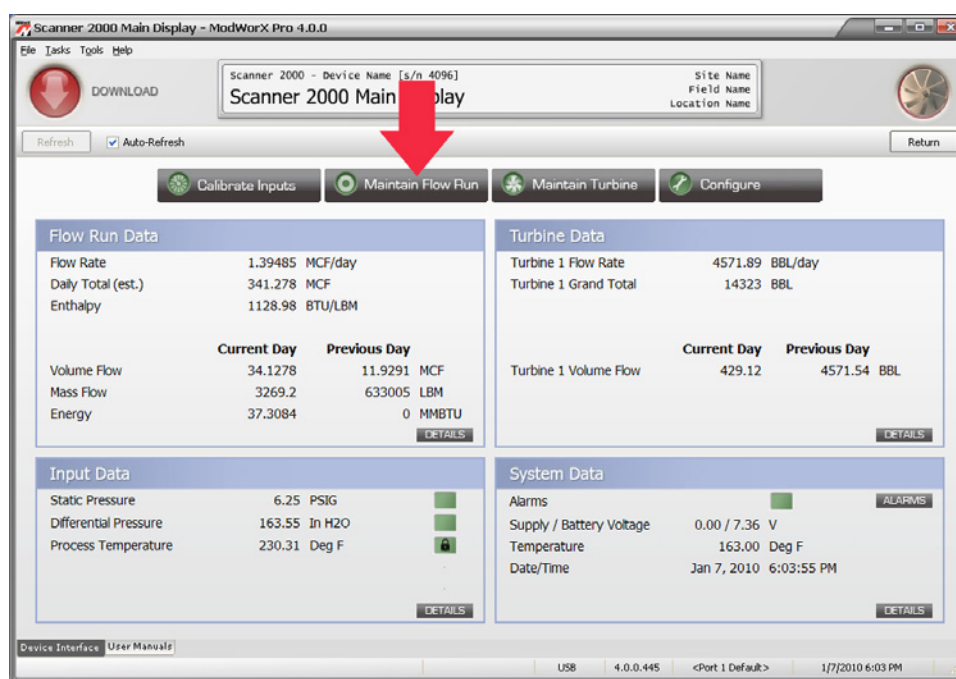 Scanner 2000 Main Display - ModWorX Pro 4.0.0
File Tasks Tools Help
DOWNLOAD
Scanner 2000 - Device Name [s/n 4096]
Scanner 2000 Main play
Site Name
Field Name
Location Name
Refresh Auto-Refresh Return
Calibrate Inputs Maintain Flow Run Maintain Turbine Configure
Flow Run Data
Flow Rate 1.39485 MCF/day
Daily Total (est.) 341.278 MCF
Enthalpy 1128.98 BTU/LBM
Current Day Previous Day
Volume Flow 34.1278 11.9291 MCF
Mass Flow 3269.2 633005 LBM
Energy 37.3084 0 MMBTU
DETAILS
Turbine Data
Turbine 1 Flow Rate 4571.89 BBL/day
Turbine 1 Grand Total 14323 BBL
Current Day Previous Day
Turbine 1 Volume Flow 429.12 4571.54 BBL
DETAILS
Input Data
Static Pressure 6.25 PSIG
Differential Pressure 163.55 In H2O
Process Temperature 230.31 Deg F
DETAILS
System Data
Alarms ALARMS
Supply / Battery Voltage 0.00 / 7.36 V
Temperature 163.00 Deg F
Date/Time Jan 7, 2010 6:03:55 PM
DETAILS
Device Interface User Manuals
USB 4.0.0.445 <Port 1 Default> 1/7/2010 6:03 PM